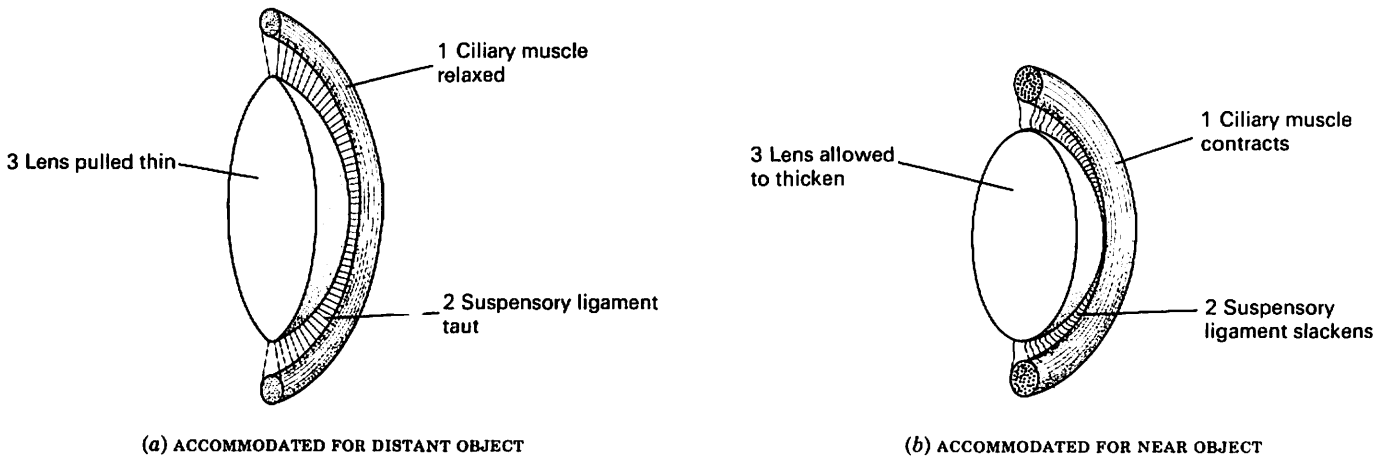 1 Ciliary muscle
relaxed
3 Lens pulled thin
2 Suspensory ligament
taut
(a) ACCOMMODATED FOR DISTANT OBJECT
1 Ciliary muscle
contracts
3 Lens allowed
to thicken
2 Suspensory
ligament slackens
(b) ACCOMMODATED FOR NEAR OBJECT